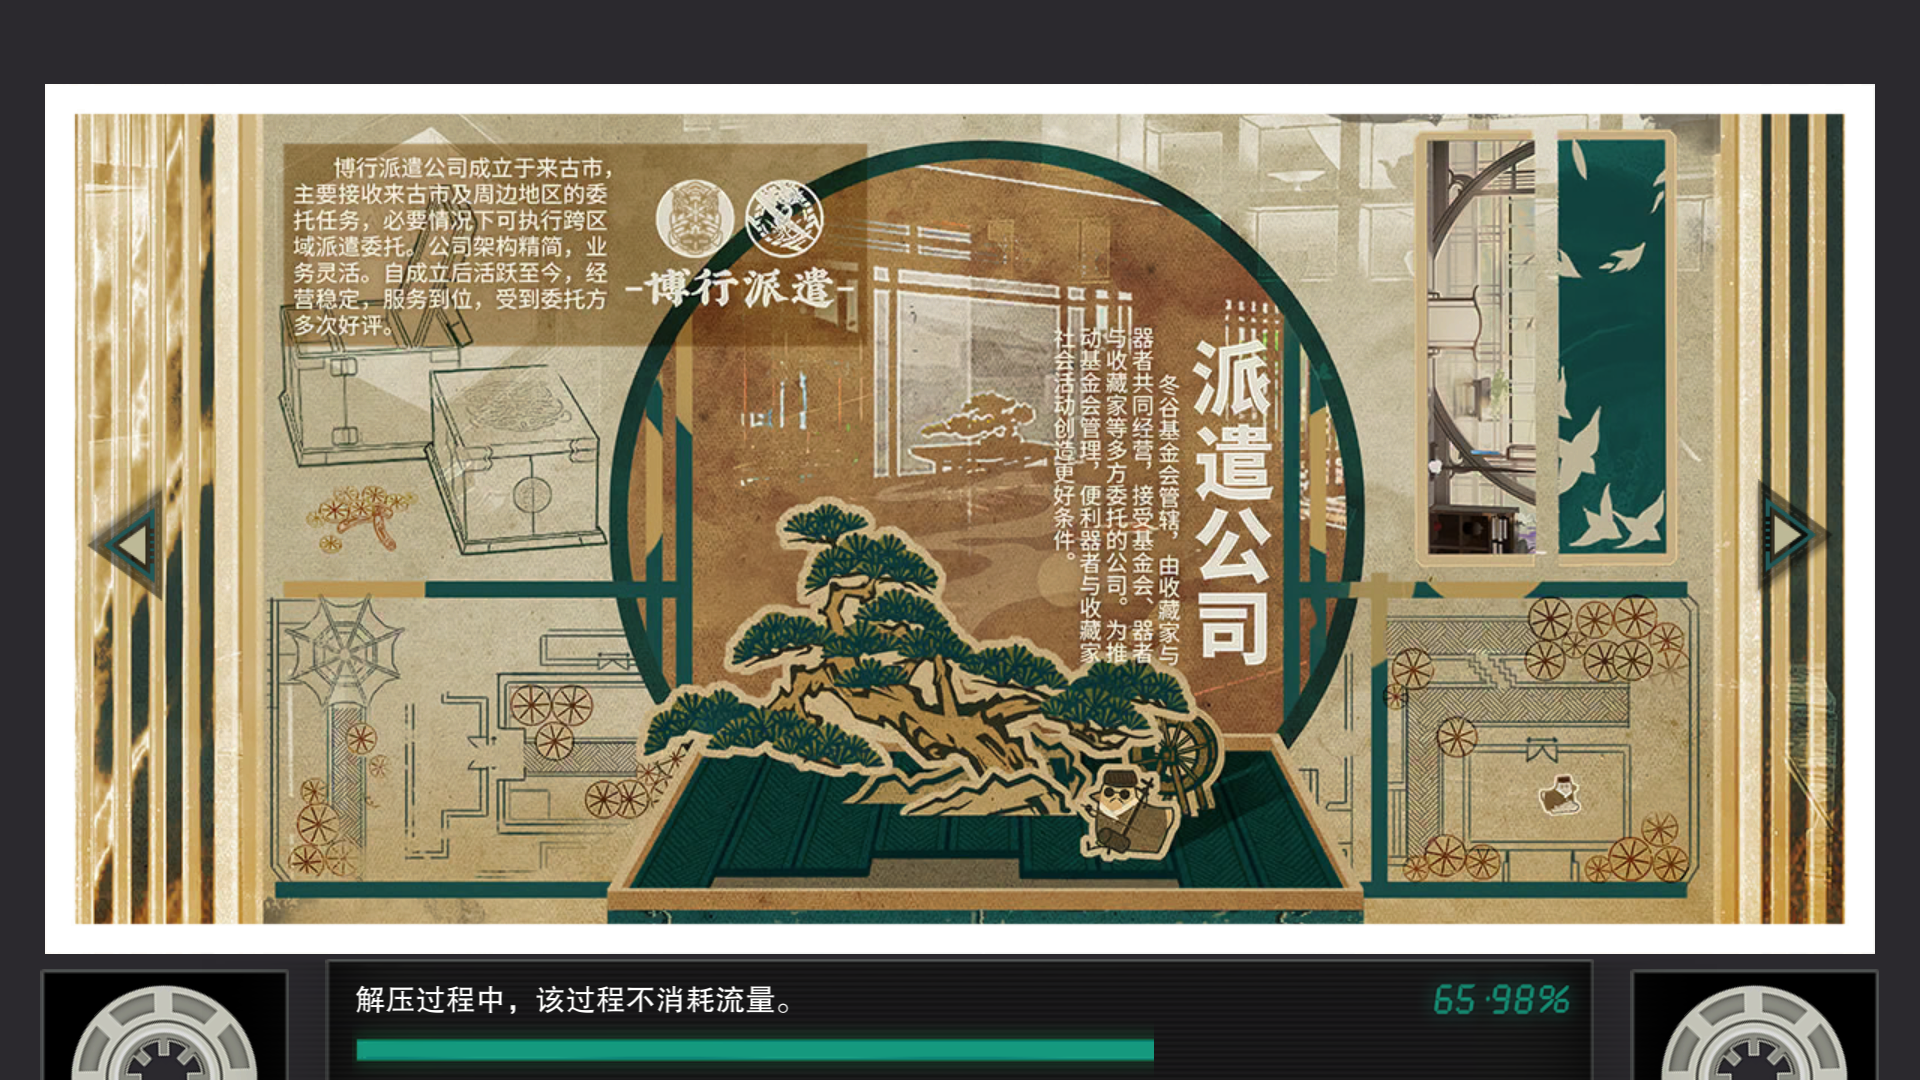 博行派遣公司成立于来古市，
主要接收来古市及周边地区的委
托任务，必要情况下可执行跨区
域派遣委托。公司架构精简，业
务灵活。自成立后活跃至今，经
营稳定，服务到位，受到委托方
多次好评。
-博行派遣-
派遣公司
冬谷基金会管辖，由收藏家与
器者共同经营，接受基金会、器者
与收藏家等多方委托的公司。为推
动基金会管理，便利器者与收藏家
社会活动创造更好条件。
解压过程中，该过程不消耗流量。
65.98%